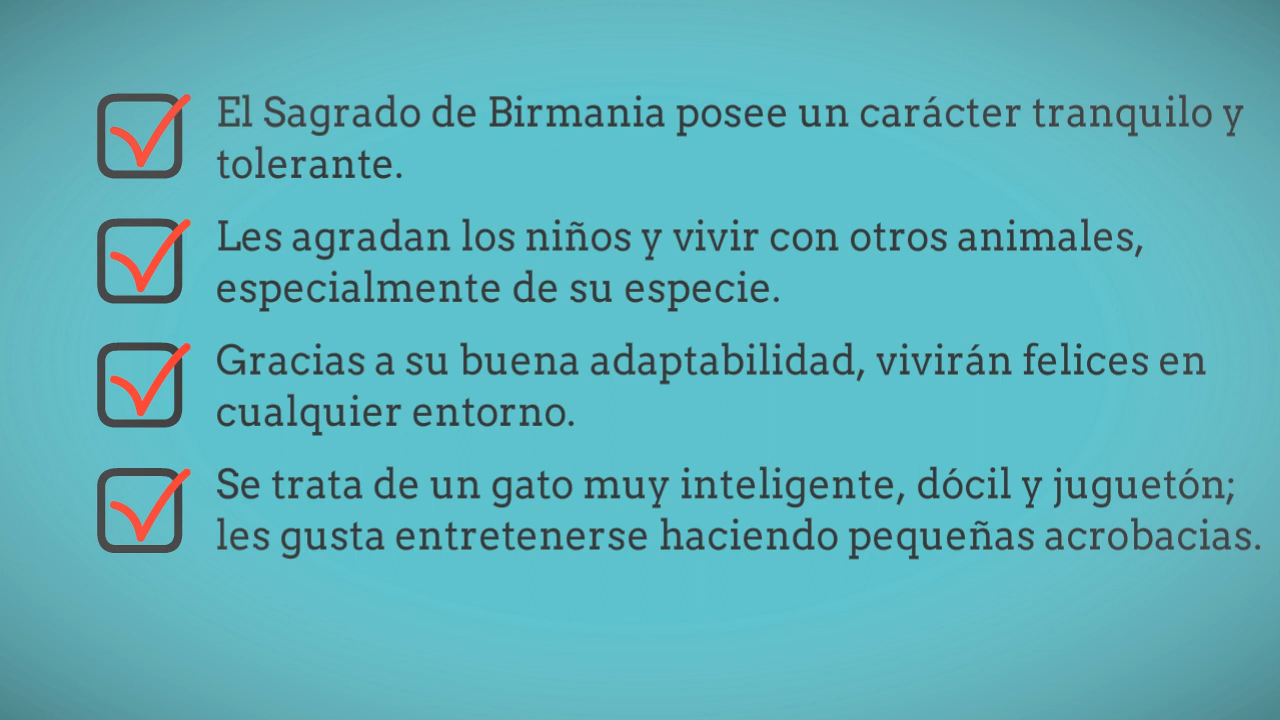 El Sagrado de Birmania posee un carácter tranquilo y
tolerante.
Les agradan los niños y vivir con otros animales,
especialmente de su especie.
Gracias a su buena adaptabilidad, vivirán felices en
cualquier entorno.
Se trata de un gato muy inteligente, dócil y juguetón;
les gusta entretenerse haciendo pequeñas acrobacias.